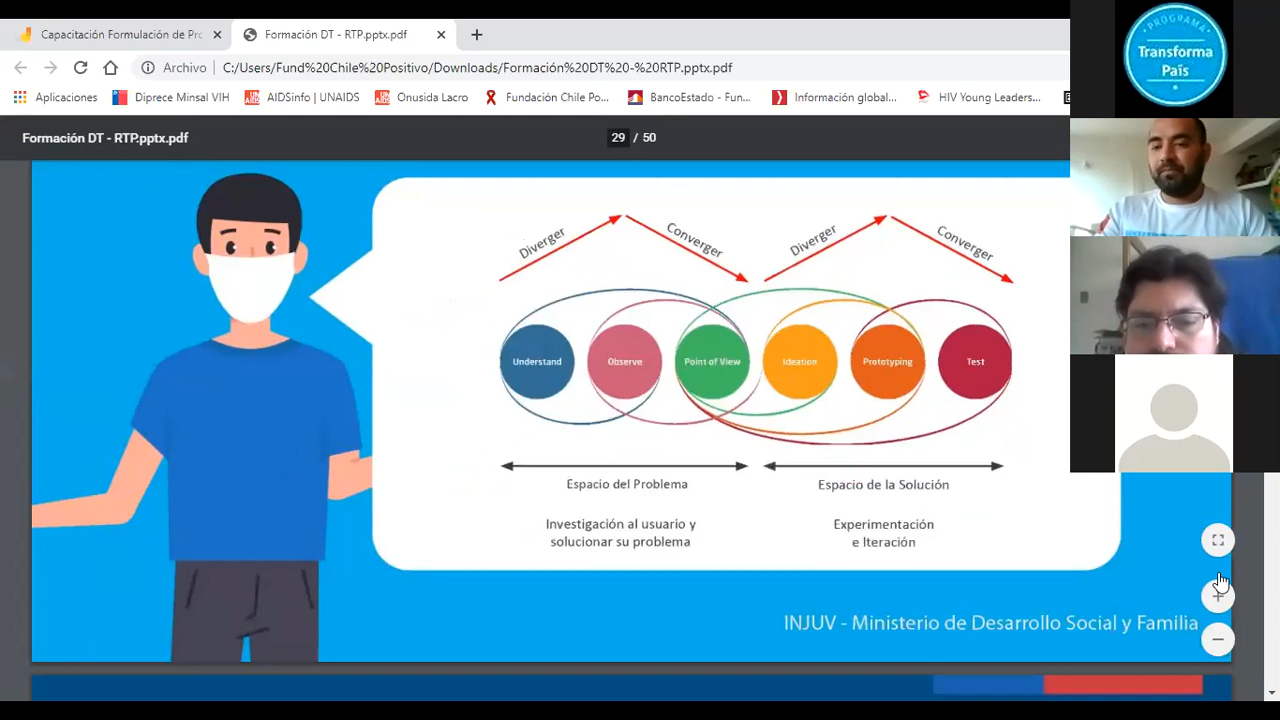 Capacitación Formulación de Pro
Formación DT - RTP.pptx.pdf
Archivo
C:/Users/Fund%20Chile%20Positivo/Downloads/Formación%20DT%20-%20RTP.pptx.pdf
Aplicaciones
Diprece Minsal VIH
AIDSinfo | UNAIDS
Onusida Lacro
Fundación Chile Po...
BancoEstado - Fun...
Información global...
HIV Young Leaders...
Formación DT - RTP.pptx.pdf
29 / 50
PROGRAMA
Transforma
País
Diverger
Converger
Diverger
Converger
Understand
Observe
Point of View
Ideation
Prototyping
Test
Espacio del Problema
Espacio de la Solución
Investigación al usuario y
solucionar su problema
Experimentación
e Iteración
INJUV - Ministerio de Desarrollo Social y Familia